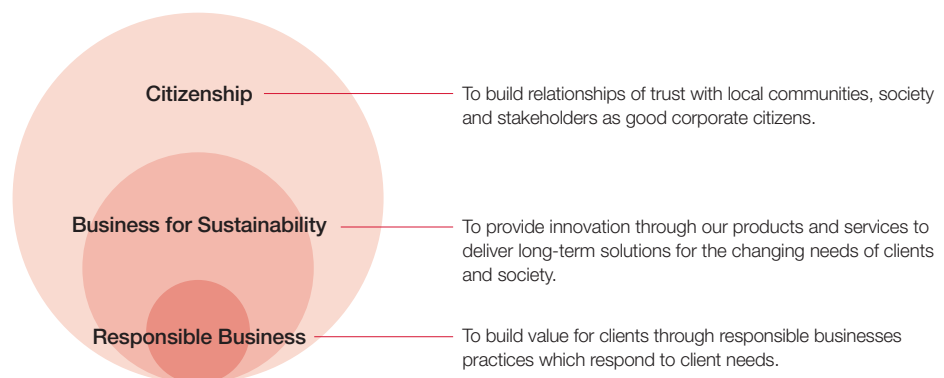 Citizenship
To build relationships of trust with local communities, society
and stakeholders as good corporate citizens.
Business for Sustainability
To provide innovation through our products and services to
deliver long-term solutions for the changing needs of clients
and society.
Responsible Business
To build value for clients through responsible businesses
practices which respond to client needs.